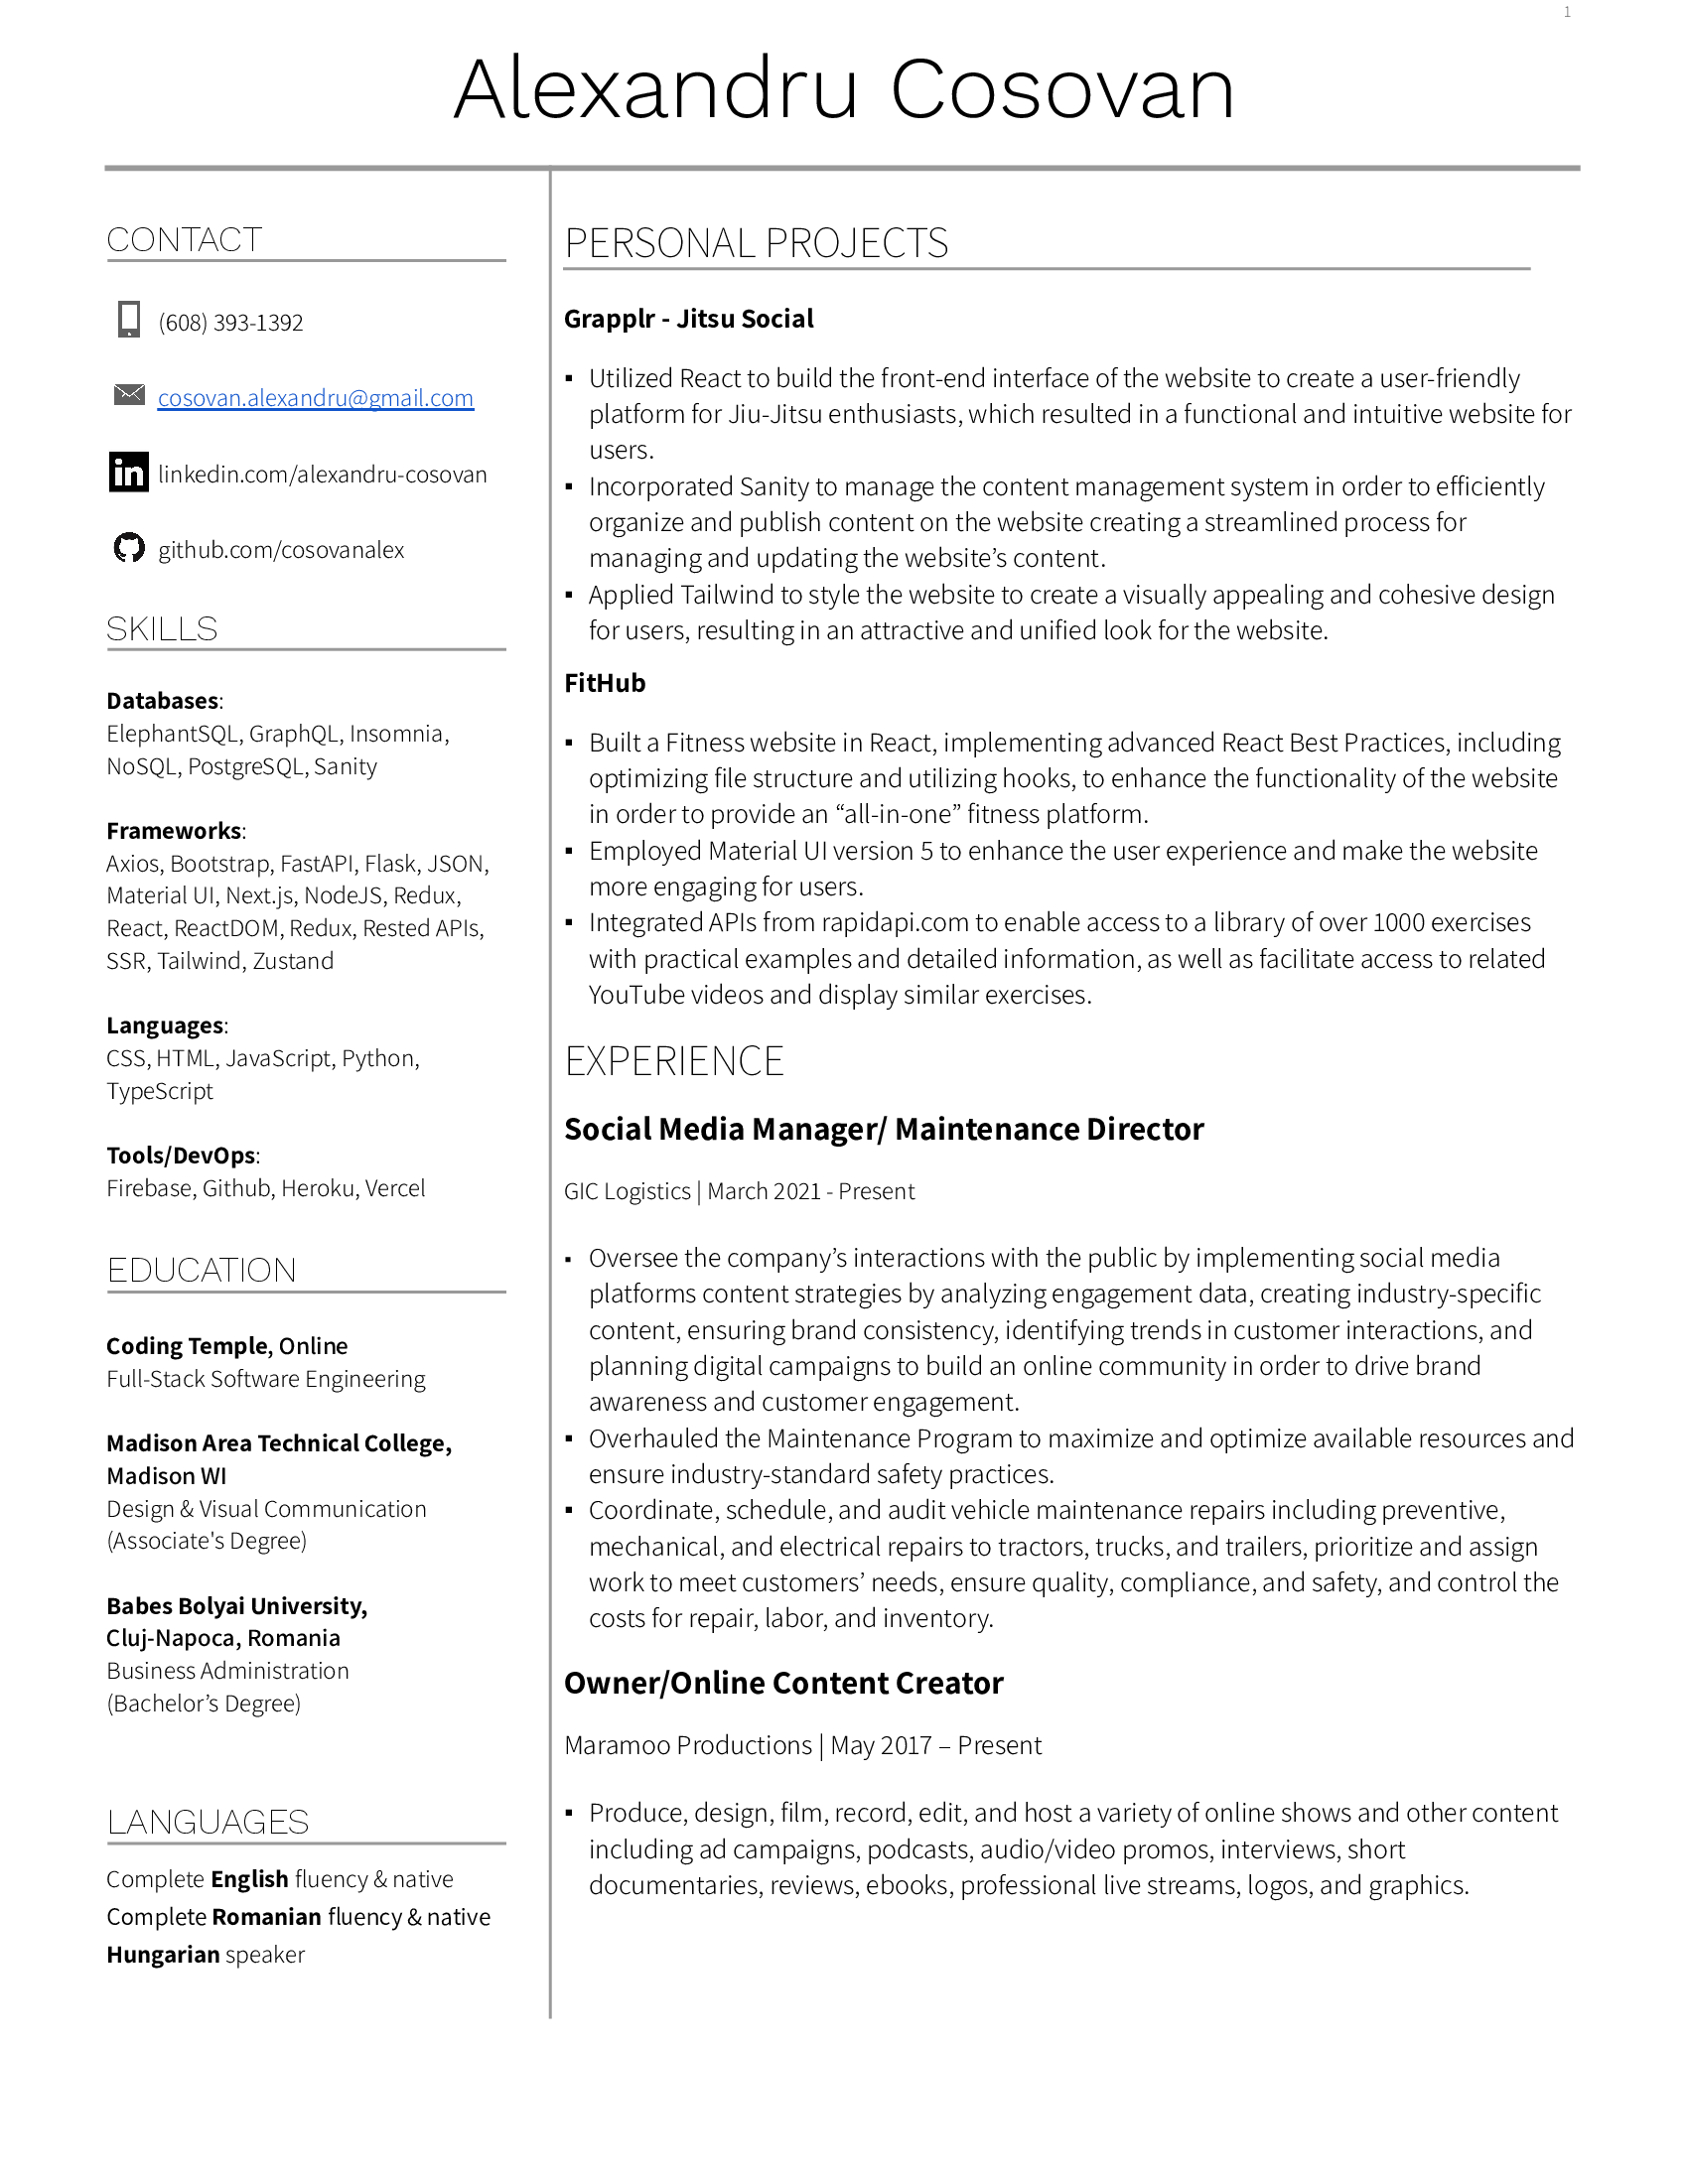 1
Alexandru Cosovan
CONTACT
(608) 393-1392
cosovan.alexandru@gmail.com
linkedin.com/alexandru-cosovan
github.com/cosovanalex
SKILLS
Databases:
ElephantSQL, GraphQL, Insomnia,
NoSQL, PostgreSQL, Sanity
Frameworks:
Axios, Bootstrap, FastAPI, Flask, JSON,
Material UI, Next.js, NodeJS, Redux,
React, ReactDOM, Redux, Rested APIs,
SSR, Tailwind, Zustand
Languages:
CSS, HTML, JavaScript, Python,
TypeScript
Tools/DevOps:
Firebase, Github, Heroku, Vercel
EDUCATION
Coding Temple, Online
Full-Stack Software Engineering
Madison Area Technical College,
Madison WI
Design & Visual Communication
(Associate's Degree)
Babes Bolyai University,
Cluj-Napoca, Romania
Business Administration
(Bachelor’s Degree)
LANGUAGES
Complete English fluency & native
Complete Romanian fluency & native
Hungarian speaker
PERSONAL PROJECTS
Grapplr - Jitsu Social
▪ Utilized React to build the front-end interface of the website to create a user-friendly
platform for Jiu-Jitsu enthusiasts, which resulted in a functional and intuitive website for
users.
▪ Incorporated Sanity to manage the content management system in order to efficiently
organize and publish content on the website creating a streamlined process for
managing and updating the website’s content.
▪ Applied Tailwind to style the website to create a visually appealing and cohesive design
for users, resulting in an attractive and unified look for the website.
FitHub
▪ Built a Fitness website in React, implementing advanced React Best Practices, including
optimizing file structure and utilizing hooks, to enhance the functionality of the website
in order to provide an “all-in-one” fitness platform.
▪ Employed Material UI version 5 to enhance the user experience and make the website
more engaging for users.
▪ Integrated APIs from rapidapi.com to enable access to a library of over 1000 exercises
with practical examples and detailed information, as well as facilitate access to related
YouTube videos and display similar exercises.
EXPERIENCE
Social Media Manager/ Maintenance Director
GIC Logistics | March 2021 - Present
▪ Oversee the company’s interactions with the public by implementing social media
platforms content strategies by analyzing engagement data, creating industry-specific
content, ensuring brand consistency, identifying trends in customer interactions, and
planning digital campaigns to build an online community in order to drive brand
awareness and customer engagement.
▪ Overhauled the Maintenance Program to maximize and optimize available resources and
ensure industry-standard safety practices.
▪ Coordinate, schedule, and audit vehicle maintenance repairs including preventive,
mechanical, and electrical repairs to tractors, trucks, and trailers, prioritize and assign
work to meet customers’ needs, ensure quality, compliance, and safety, and control the
costs for repair, labor, and inventory.
Owner/Online Content Creator
Maramoo Productions | May 2017 – Present
▪ Produce, design, film, record, edit, and host a variety of online shows and other content
including ad campaigns, podcasts, audio/video promos, interviews, short
documentaries, reviews, ebooks, professional live streams, logos, and graphics.